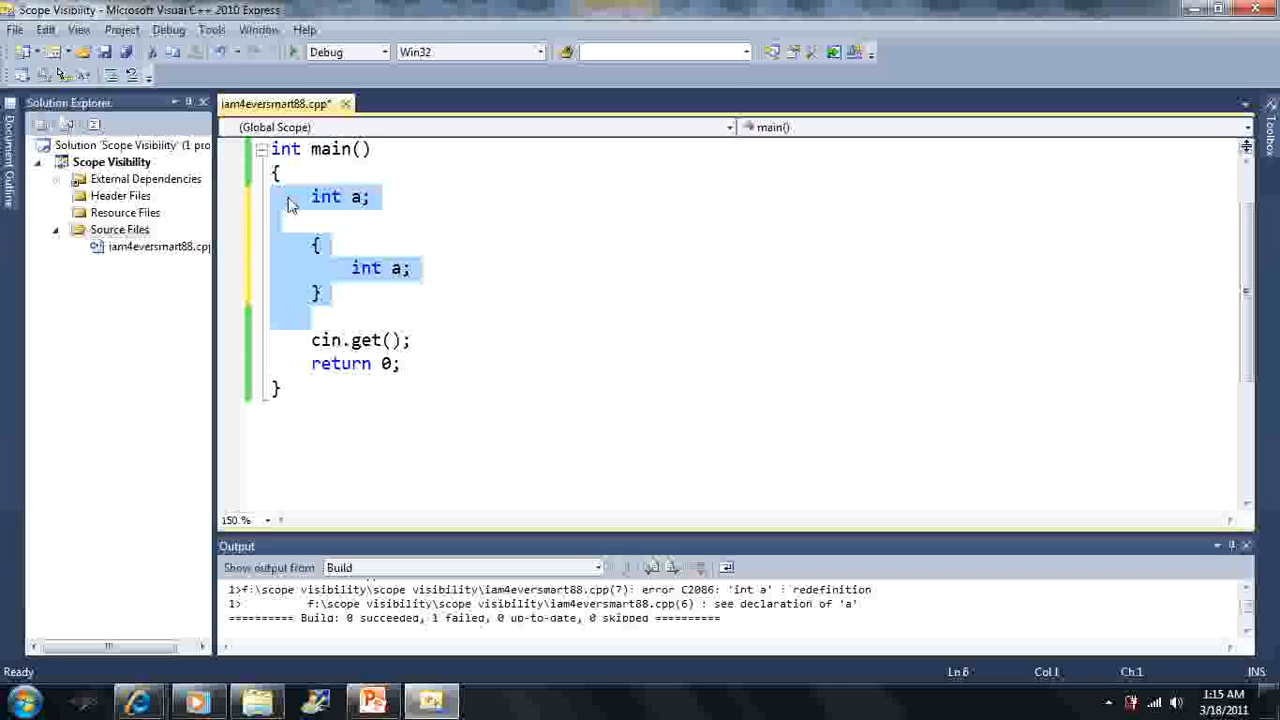 Scope Visibility - Microsoft Visual C++ 2010 Express
File Edit View Project Debug Tools Window Help
Debug Win32
Solution Explorer
iam4eversmart88.cpp*
(Global Scope)
main()
Document Outline
Toolbox
Solution 'Scope Visibility' (1 pro
Scope Visibility
External Dependencies
Header Files
Resource Files
Source Files
iam4eversmart88.cpp
int main()
{
int a;
{
int a;
}
cin.get();
return 0;
}
150 %
Output
Show output from: Build
1>f:\scope visibility\scope visibility\iam4eversmart88.cpp(7): error C2086: 'int a' : redefinition
1> f:\scope visibility\scope visibility\iam4eversmart88.cpp(6) : see declaration of 'a'
========== Build: 0 succeeded, 1 failed, 0 up-to-date, 0 skipped ==========
Ready
Ln 6 Col 1 Ch 1 INS
1:15 AM
3/18/2011